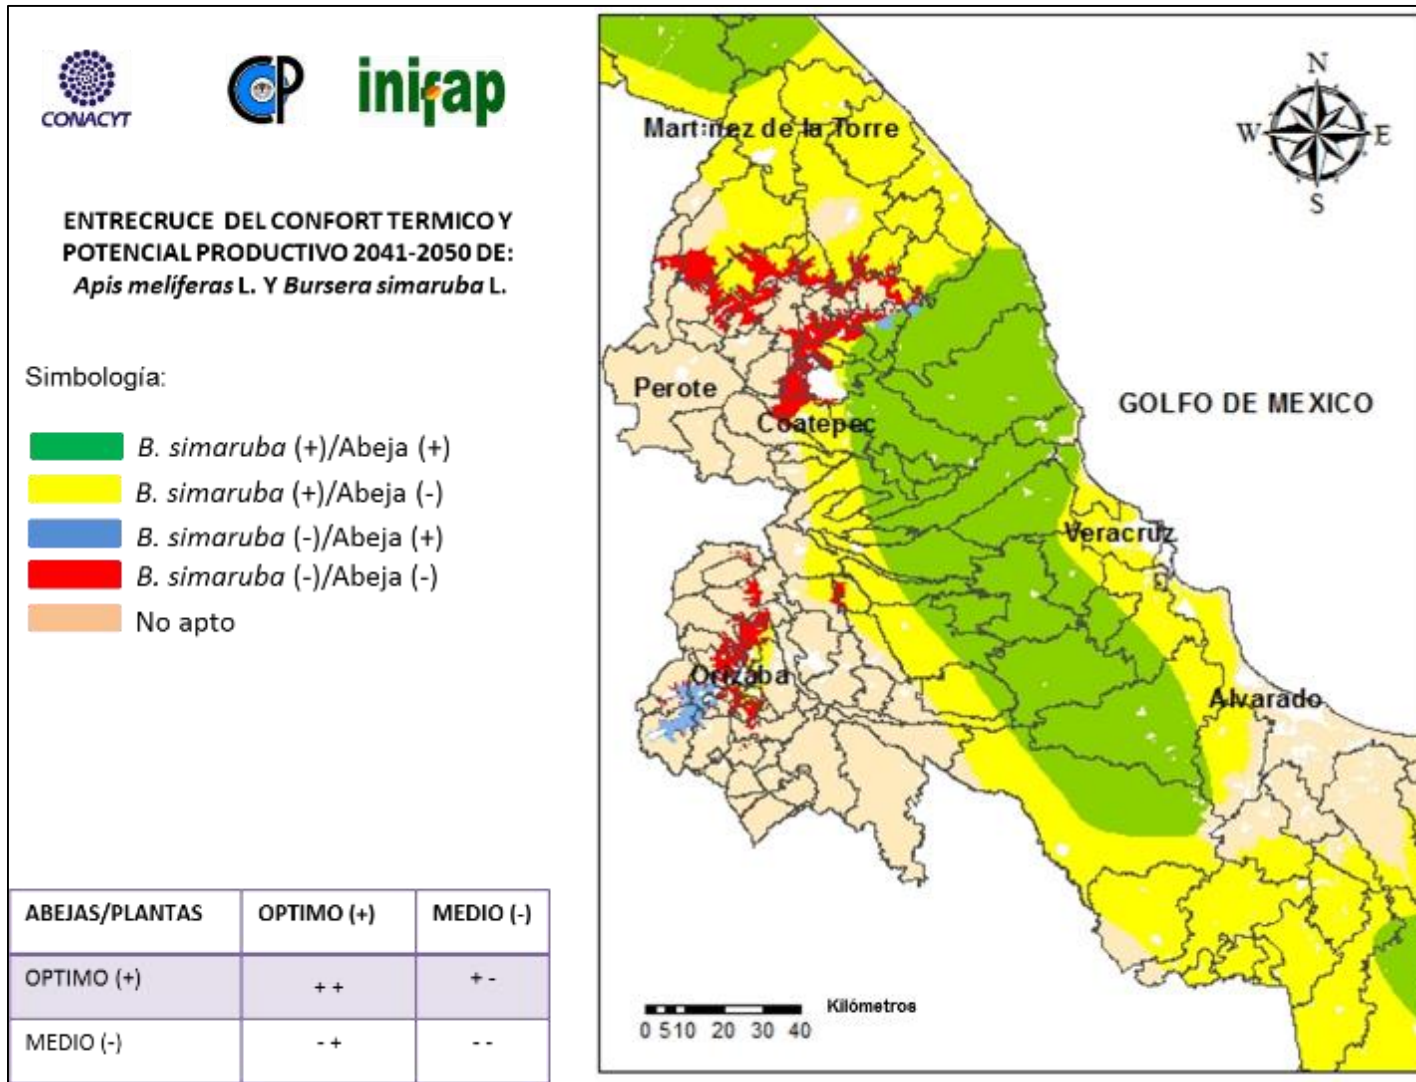 CONACYT
CP
inifap
ENTRECRUCE DEL CONFORT TERMICO Y
POTENCIAL PRODUCTIVO 2041-2050 DE:
Apis melíferas L. Y Bursera simaruba L.
Simbología:
B. simaruba (+)/Abeja (+)
B. simaruba (+)/Abeja (-)
B. simaruba (-)/Abeja (+)
B. simaruba (-)/Abeja (-)
No apto
ABEJAS/PLANTAS OPTIMO (+) MEDIO (-)
OPTIMO (+) + + + -
MEDIO (-) - + - -
N
W E
S
Martínez de la Torre
Perote
GOLFO DE MEXICO
Coatepec
Veracruz
Orizaba
Alvarado
Kilómetros
0 5 10 20 30 40